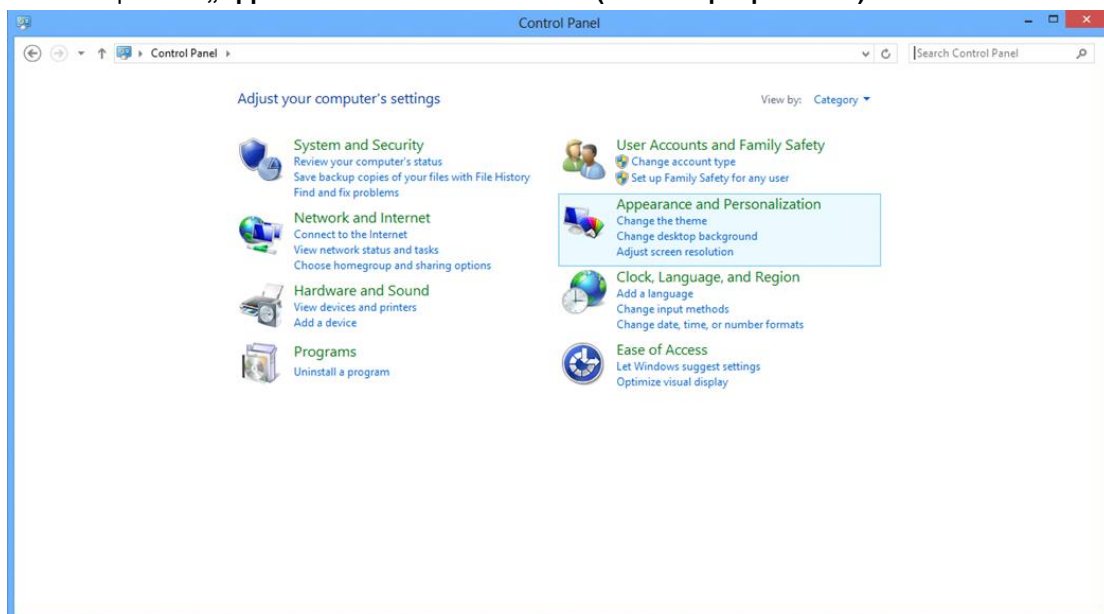 Control Panel
Control Panel
Search Control Panel
Adjust your computer's settings
View by: Category
System and Security
Review your computer's status
Save backup copies of your files with File History
Find and fix problems
Network and Internet
Connect to the Internet
View network status and tasks
Choose homegroup and sharing options
Hardware and Sound
View devices and printers
Add a device
Programs
Uninstall a program
User Accounts and Family Safety
Change account type
Set up Family Safety for any user
Appearance and Personalization
Change the theme
Change desktop background
Adjust screen resolution
Clock, Language, and Region
Add a language
Change input methods
Change date, time, or number formats
Ease of Access
Let Windows suggest settings
Optimize visual display